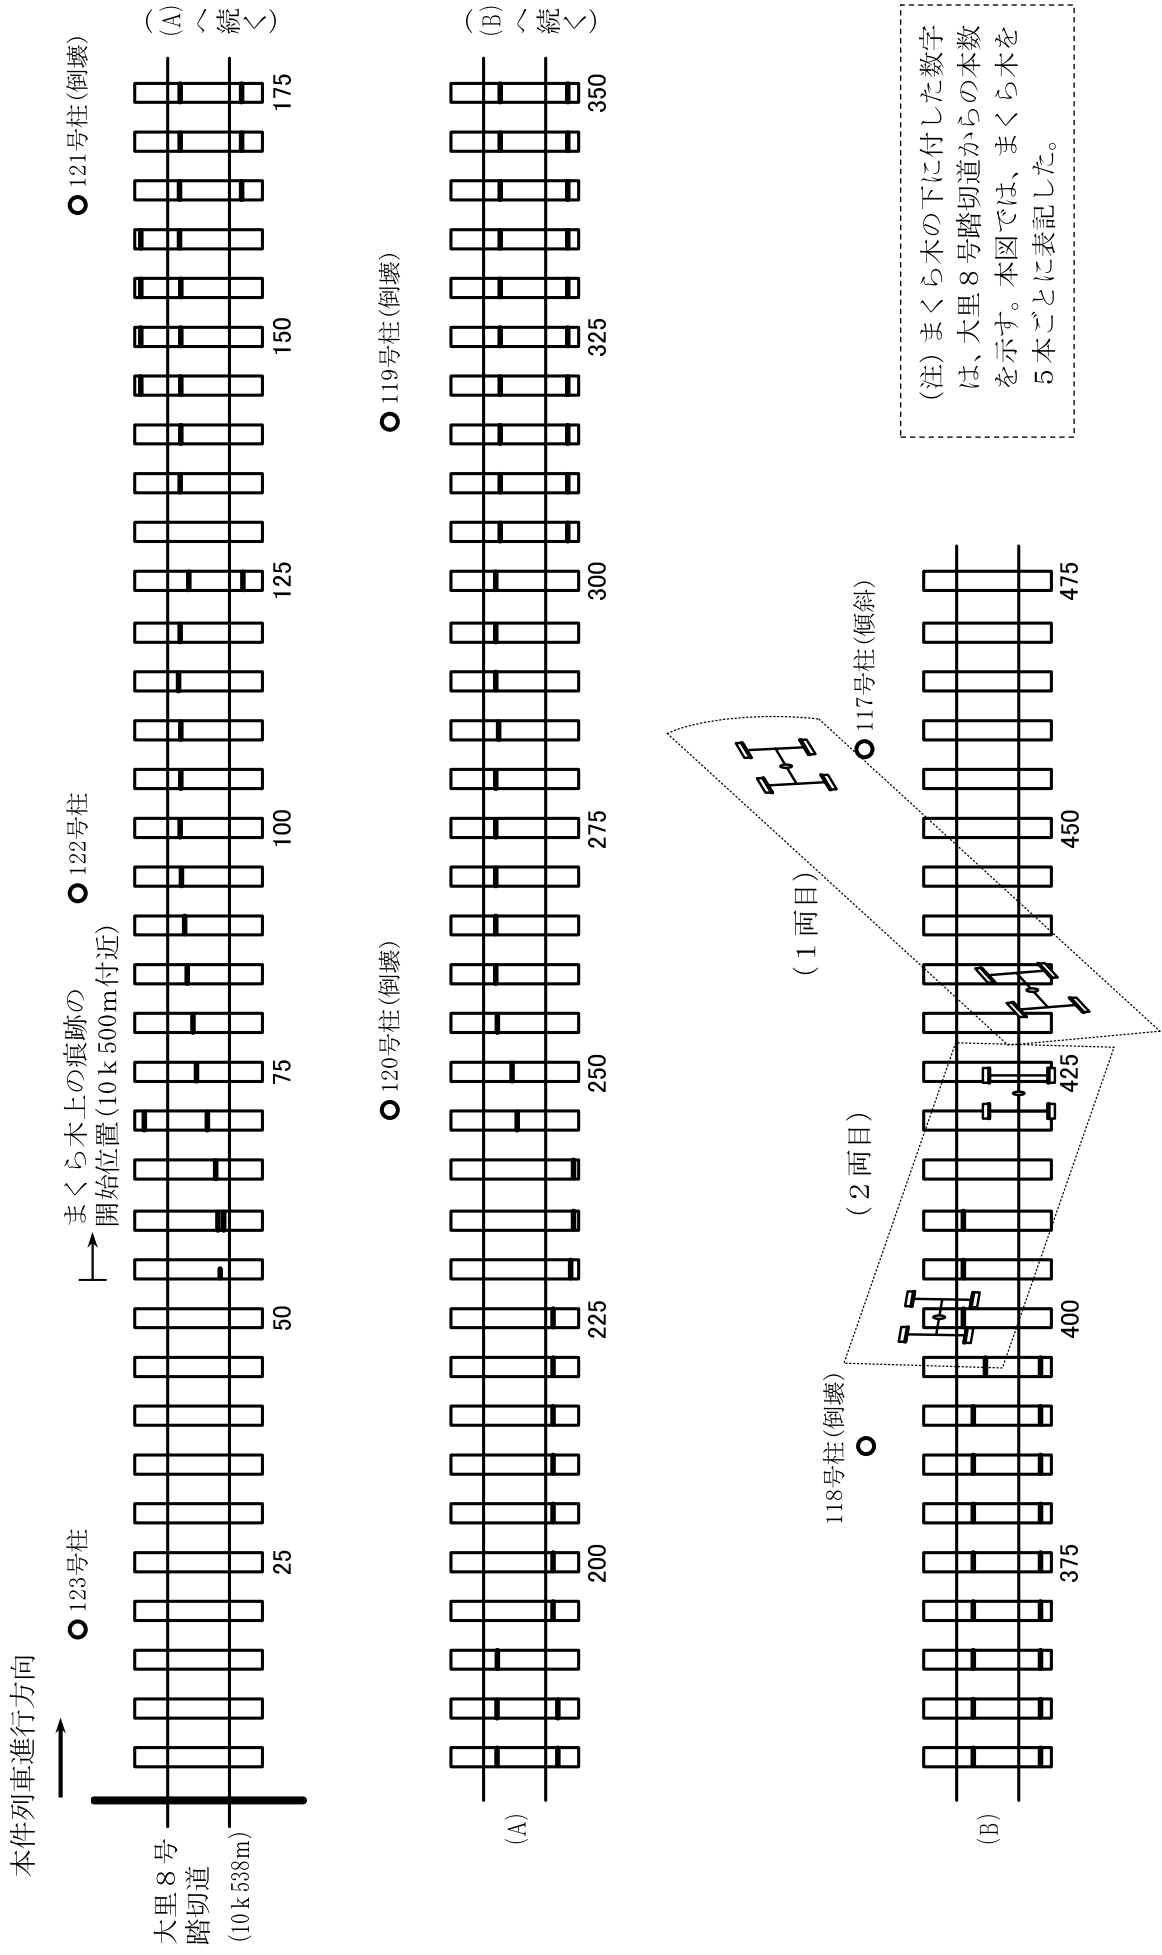 本件列車進行方向
まくら木上の痕跡の
開始位置(10k500m付近)
123号柱
122号柱
121号柱(倒壊)
大里８号
踏切道
(10k538m)
25
50
75
100
125
150
175
(A)
へ続く
120号柱(倒壊)
119号柱(倒壊)
(A)
200
225
250
275
300
325
350
(B)
へ続く
118号柱(倒壊)
(２両目)
(１両目)
117号柱(傾斜)
(B)
375
400
425
450
475
(注) まくら木の下に付した数字
は、大里８号踏切道からの本数
を示す。本図では、まくら木を
５本ごとに表記した。